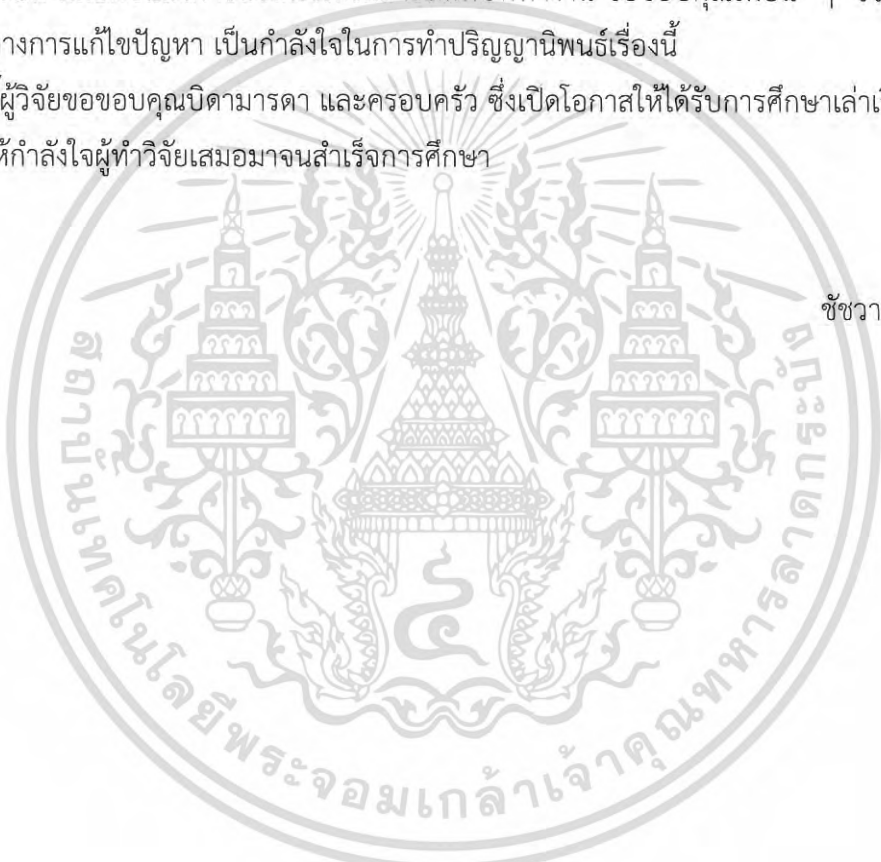 างการแก้ไขปัญหา เป็นกำลังใจในการทำปริญญานิพนธ์เรื่องนี้
ผู้วิจัยขอขอบคุณบิดามารดา และครอบครัว ซึ่งเปิดโอกาสให้ได้รับการศึกษาเล่าเ
ห้กำลังใจผู้ทำวิจัยเสมอมาจนสำเร็จการศึกษา
ชัชวา
สถาบันเทคโนโลยีพระจอมเกล้าเจ้าคุณทหารลาดกระบัง